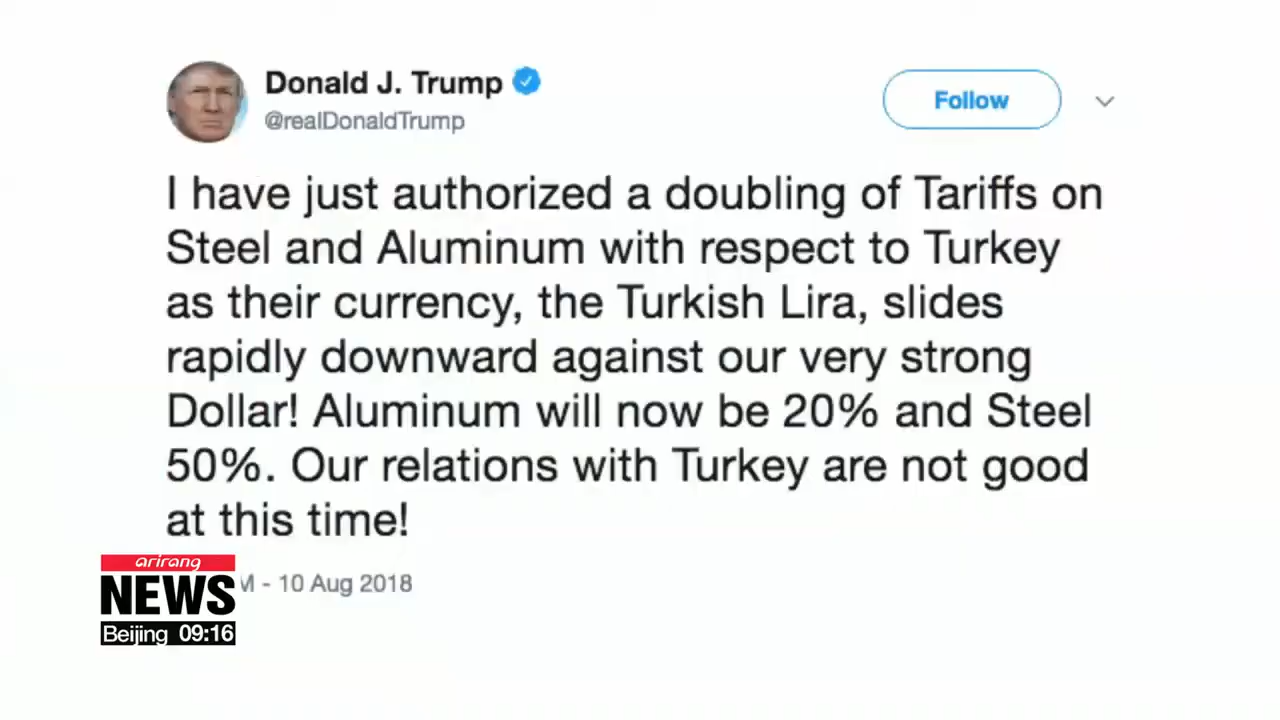 Donald J. Trump
@realDonaldTrump
Follow
I have just authorized a doubling of Tariffs on
Steel and Aluminum with respect to Turkey
as their currency, the Turkish Lira, slides
rapidly downward against our very strong
Dollar! Aluminum will now be 20% and Steel
50%. Our relations with Turkey are not good
at this time!
M - 10 Aug 2018
arirang
NEWS
Beijing 09:16